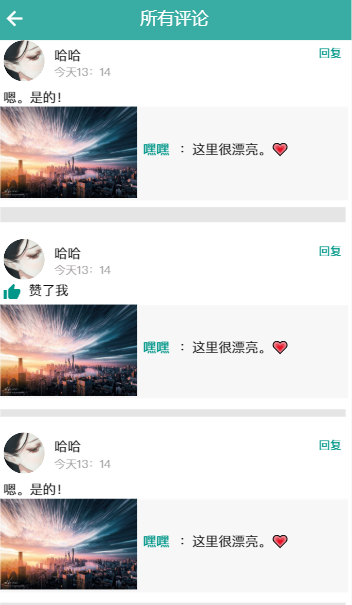 所有评论
哈哈 回复
今天13：14
嗯。是的！
嘿嘿 ：这里很漂亮。
哈哈 回复
今天13：14
赞了我
嘿嘿 ：这里很漂亮。
哈哈 回复
今天13：14
嗯。是的！
嘿嘿 ：这里很漂亮。